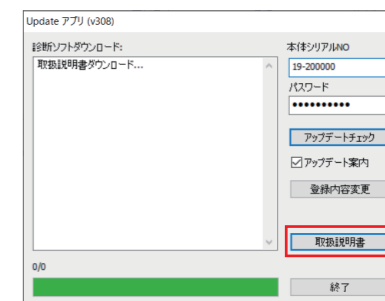 Update アプリ (v308)
診断ソフトダウンロード:
取扱説明書ダウンロード...
本体シリアルNO
19-200000
パスワード
●●●●●●●●●●
アップデートチェック
アップデート案内
登録内容変更
取扱説明書
0/0
終了